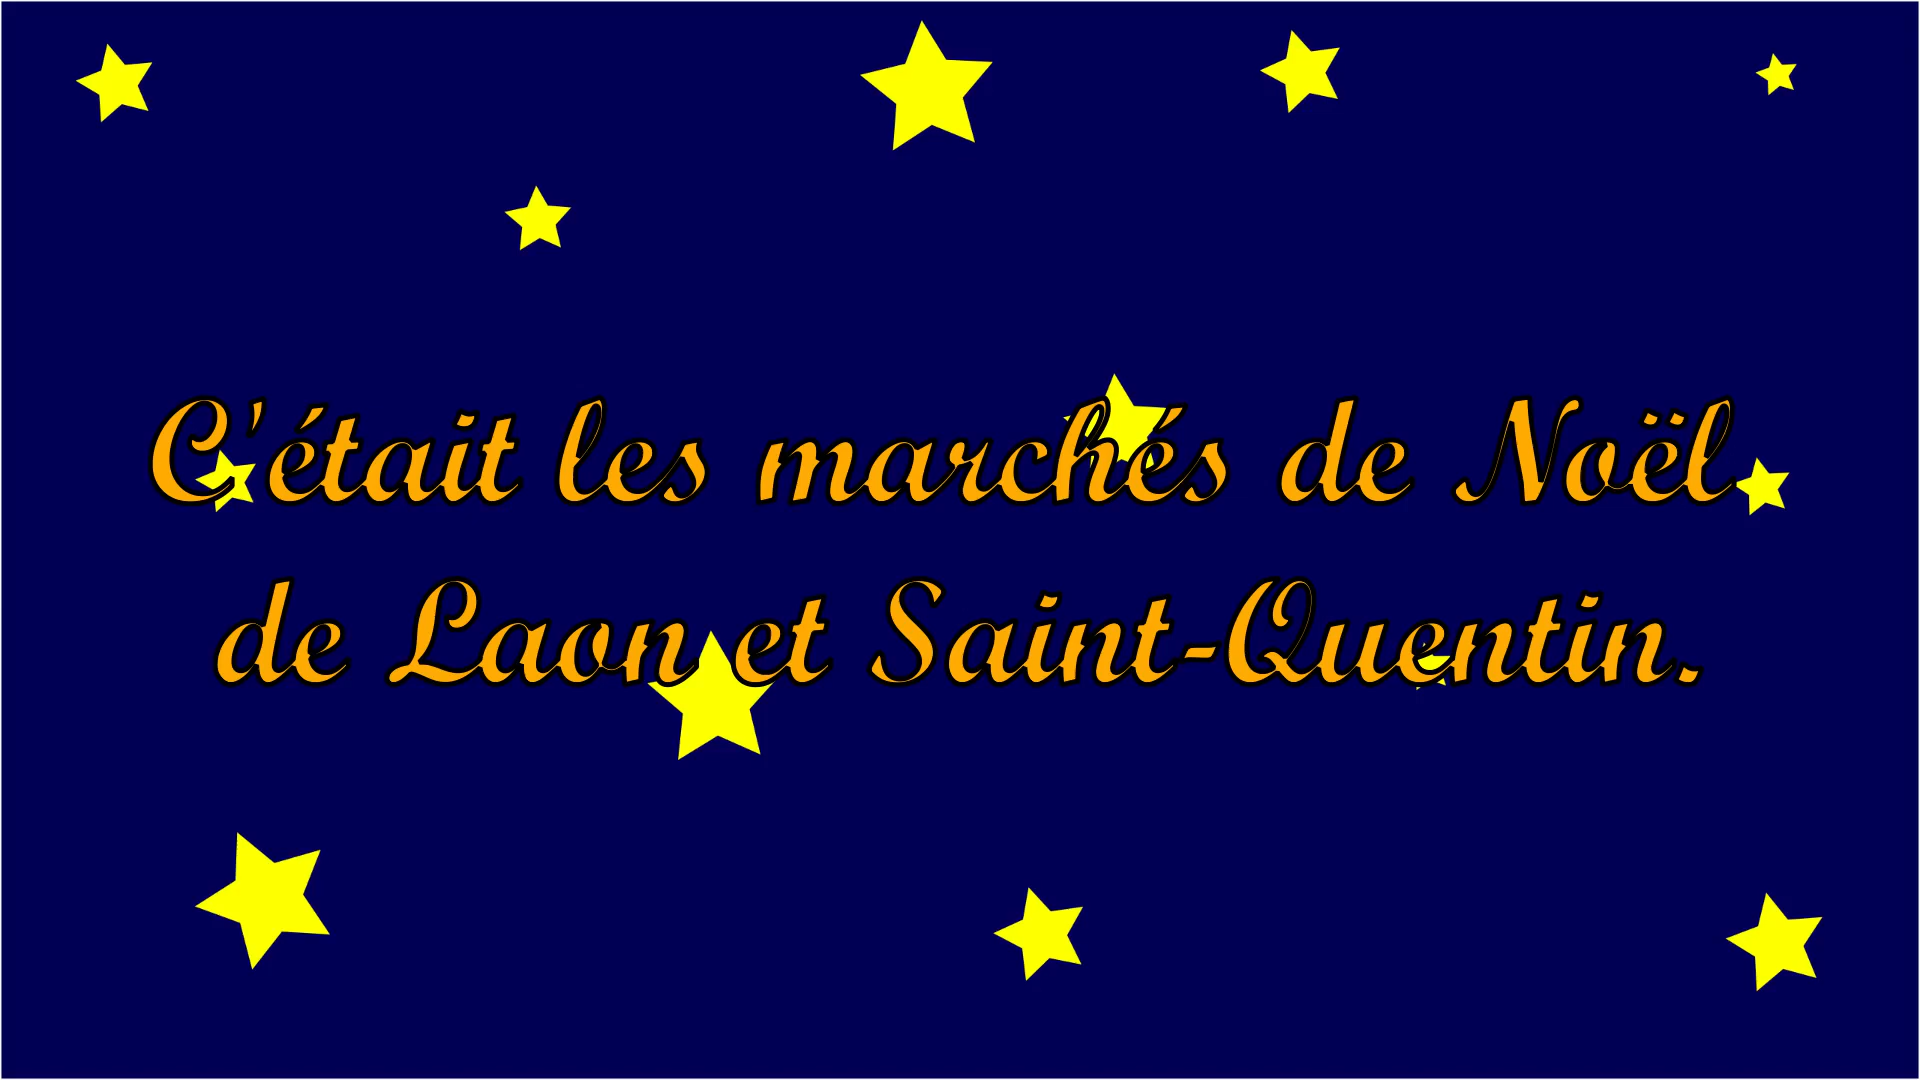 C'était les marchés de Noël
de Laon et Saint-Quentin.